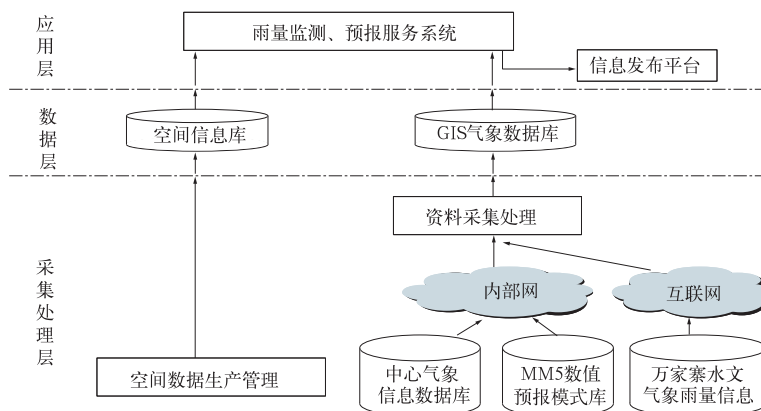 应用层
雨量监测、预报服务系统
信息发布平台
数据层
空间信息库
GIS气象数据库
采集处理层
资料采集处理
内部网
互联网
空间数据生产管理
中心气象
信息数据库
MM5数值
预报模式库
万家寨水文
气象雨量信息